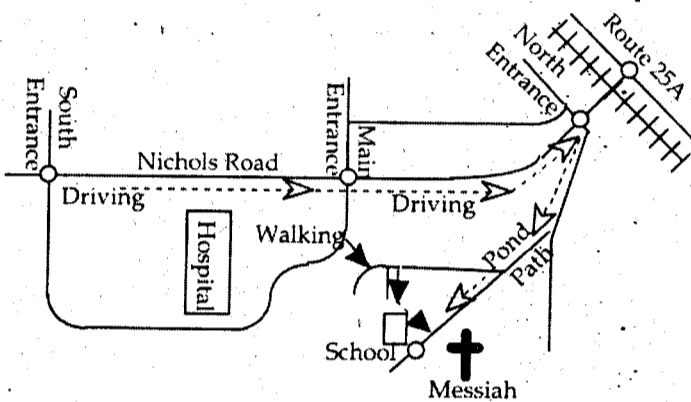 Route 25A
North
Entrance
South
Entrance
Main
Entrance
Nichols Road
Driving
Driving
Hospital
Walking
Pond
Path
School
Messiah